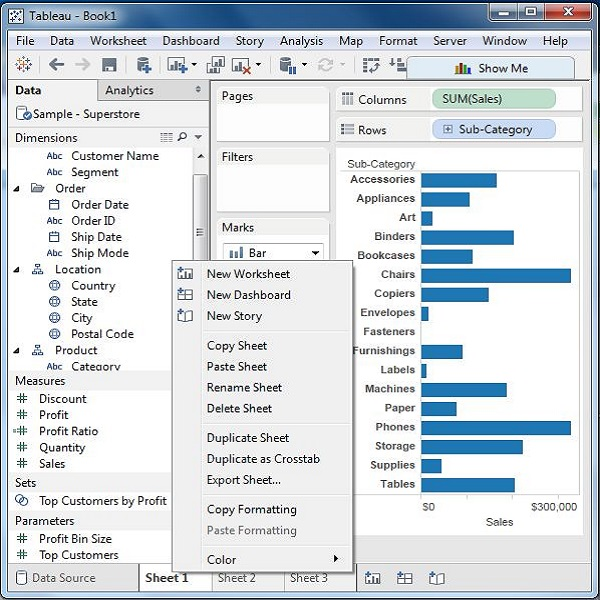 Tableau - Book1
File Data Worksheet Dashboard Story Analysis Map Format Server Window Help
Show Me
Data
Analytics
Sample - Superstore
Dimensions
Abc Customer Name
Abc Segment
Order
Order Date
Abc Order ID
Ship Date
Abc Ship Mode
Location
Country
State
City
Postal Code
Product
Abc Category
Measures
Discount
Profit
Profit Ratio
Quantity
Sales
Sets
Top Customers by Profit
Parameters
Profit Bin Size
Top Customers
Pages
Filters
Marks
Bar
Columns
SUM(Sales)
Rows
Sub-Category
Sub-Category
Accessories
Appliances
Art
Binders
Bookcases
Chairs
Copiers
Envelopes
Fasteners
Furnishings
Labels
Machines
Paper
Phones
Storage
Supplies
Tables
$0 $300,000
Sales
New Worksheet
New Dashboard
New Story
Copy Sheet
Paste Sheet
Rename Sheet
Delete Sheet
Duplicate Sheet
Duplicate as Crosstab
Export Sheet...
Copy Formatting
Paste Formatting
Color
Data Source
Sheet 1
Sheet 2
Sheet 3